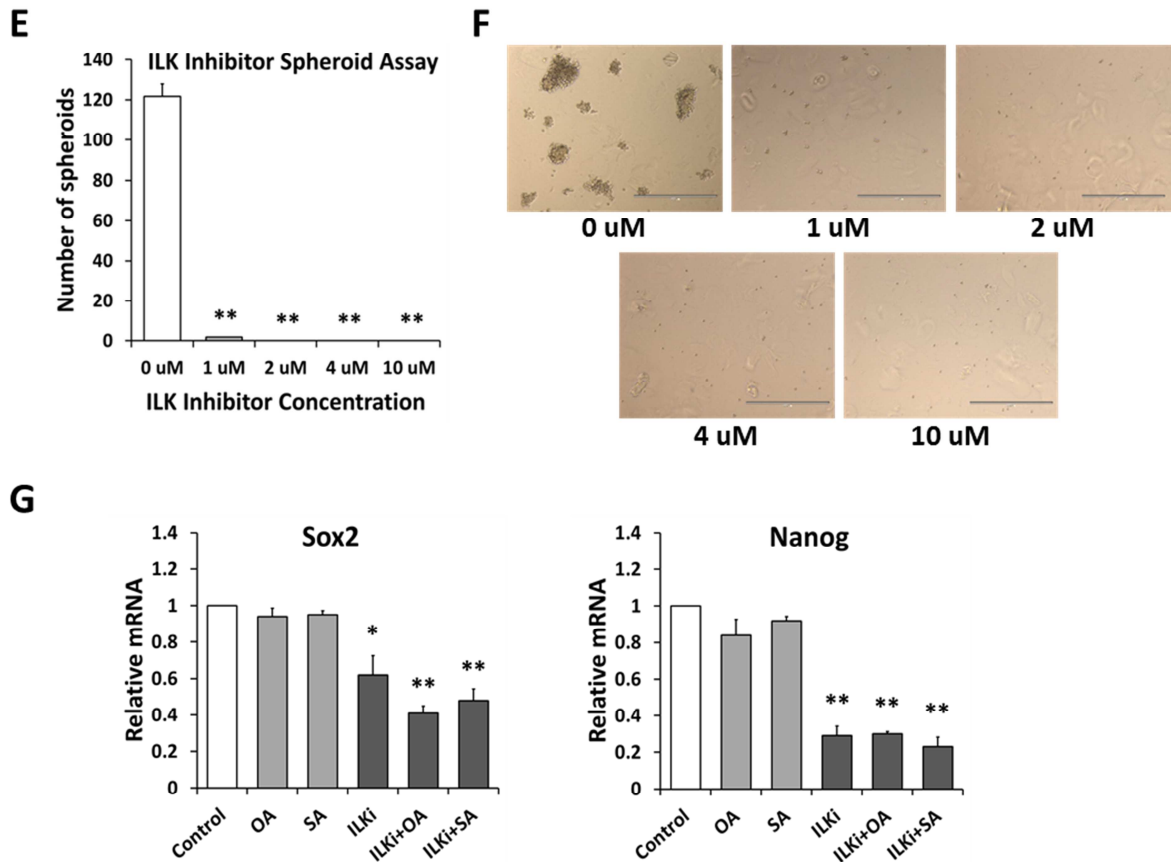 E
ILK Inhibitor Spheroid Assay
Number of spheroids
140
120
100
80
60
40
20
0
** ** ** **
0 uM 1 uM 2 uM 4 uM 10 uM
ILK Inhibitor Concentration
F
0 uM 1 uM 2 uM
4 uM 10 uM
G
Sox2
Relative mRNA
1.4
1.2
1
0.8
0.6
0.4
0.2
0
* ** **
Control OA SA ILKi ILKi+OA ILKi+SA
Nanog
Relative mRNA
1.4
1.2
1
0.8
0.6
0.4
0.2
0
** ** **
Control OA SA ILKi ILKi+OA ILKi+SA